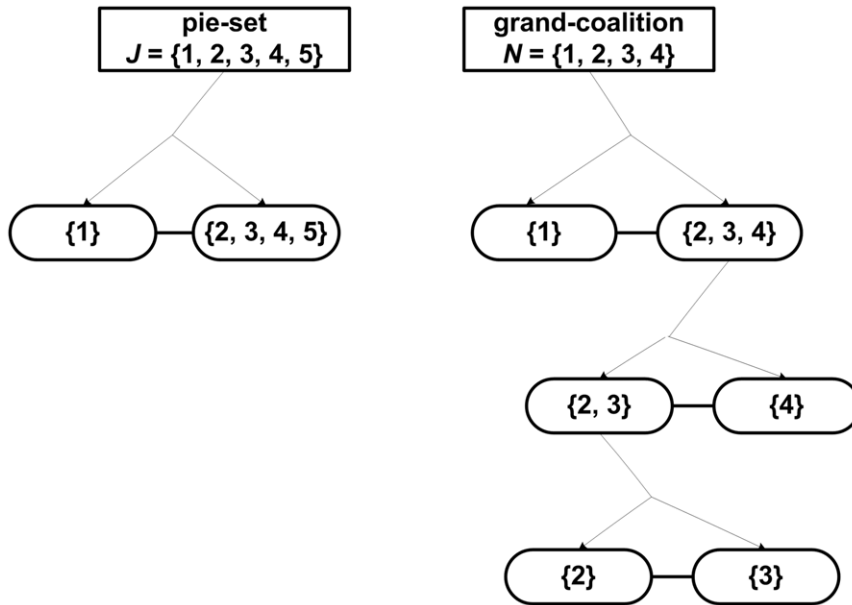 pie-set
J = {1, 2, 3, 4, 5}
grand-coalition
N = {1, 2, 3, 4}
{1}
{2, 3, 4, 5}
{1}
{2, 3, 4}
{2, 3}
{4}
{2}
{3}